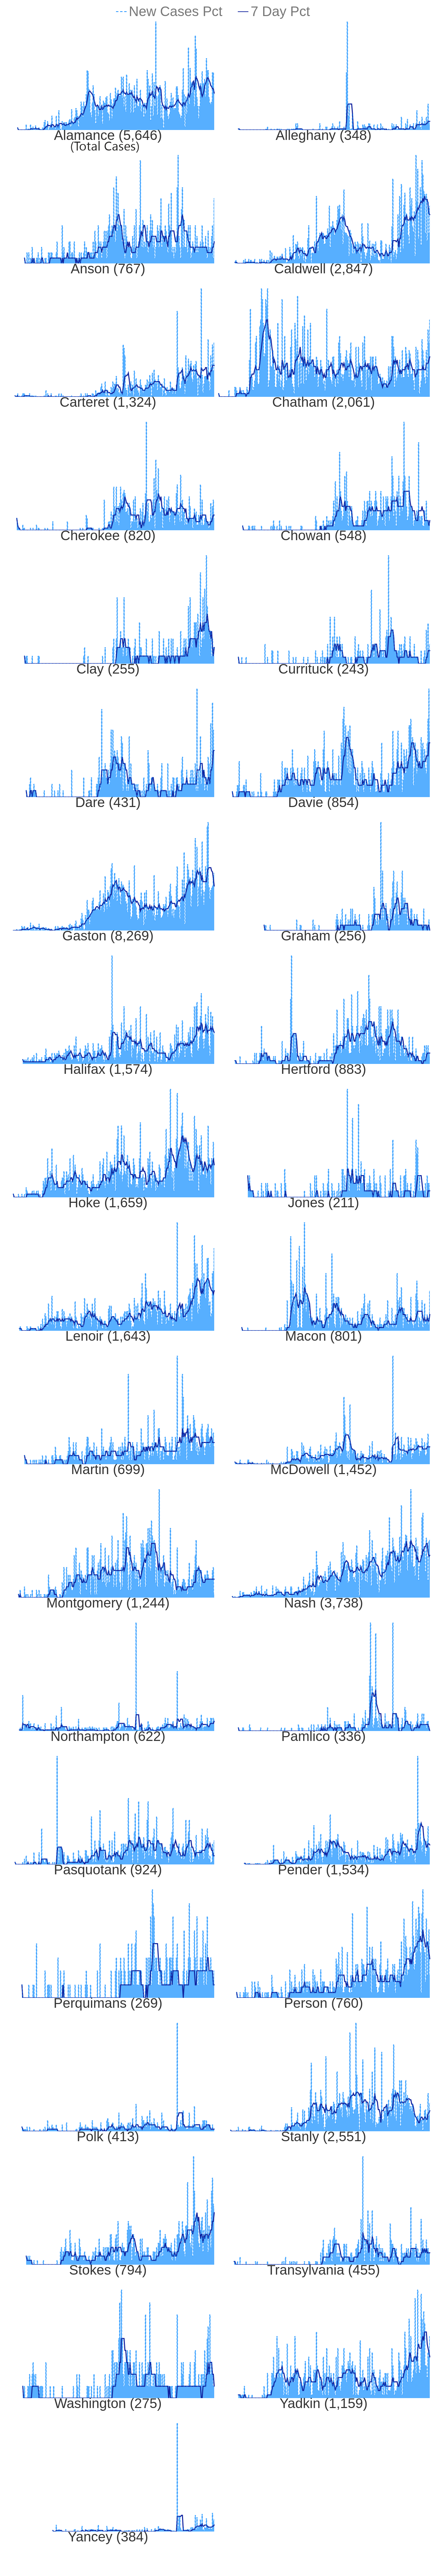 New Cases Pct 7 Day Pct
Alamance (5,646) Alleghany (348)
(Total Cases)
Anson (767) Caldwell (2,847)
Carteret (1,324) Chatham (2,061)
Cherokee (820) Chowan (548)
Clay (255) Currituck (243)
Dare (431) Davie (854)
Gaston (8,269) Graham (256)
Halifax (1,574) Hertford (883)
Hoke (1,659) Jones (211)
Lenoir (1,643) Macon (801)
Martin (699) McDowell (1,452)
Montgomery (1,244) Nash (3,738)
Northampton (622) Pamlico (336)
Pasquotank (924) Pender (1,534)
Perquimans (269) Person (760)
Polk (413) Stanly (2,551)
Stokes (794) Transylvania (455)
Washington (275) Yadkin (1,159)
Yancey (384)